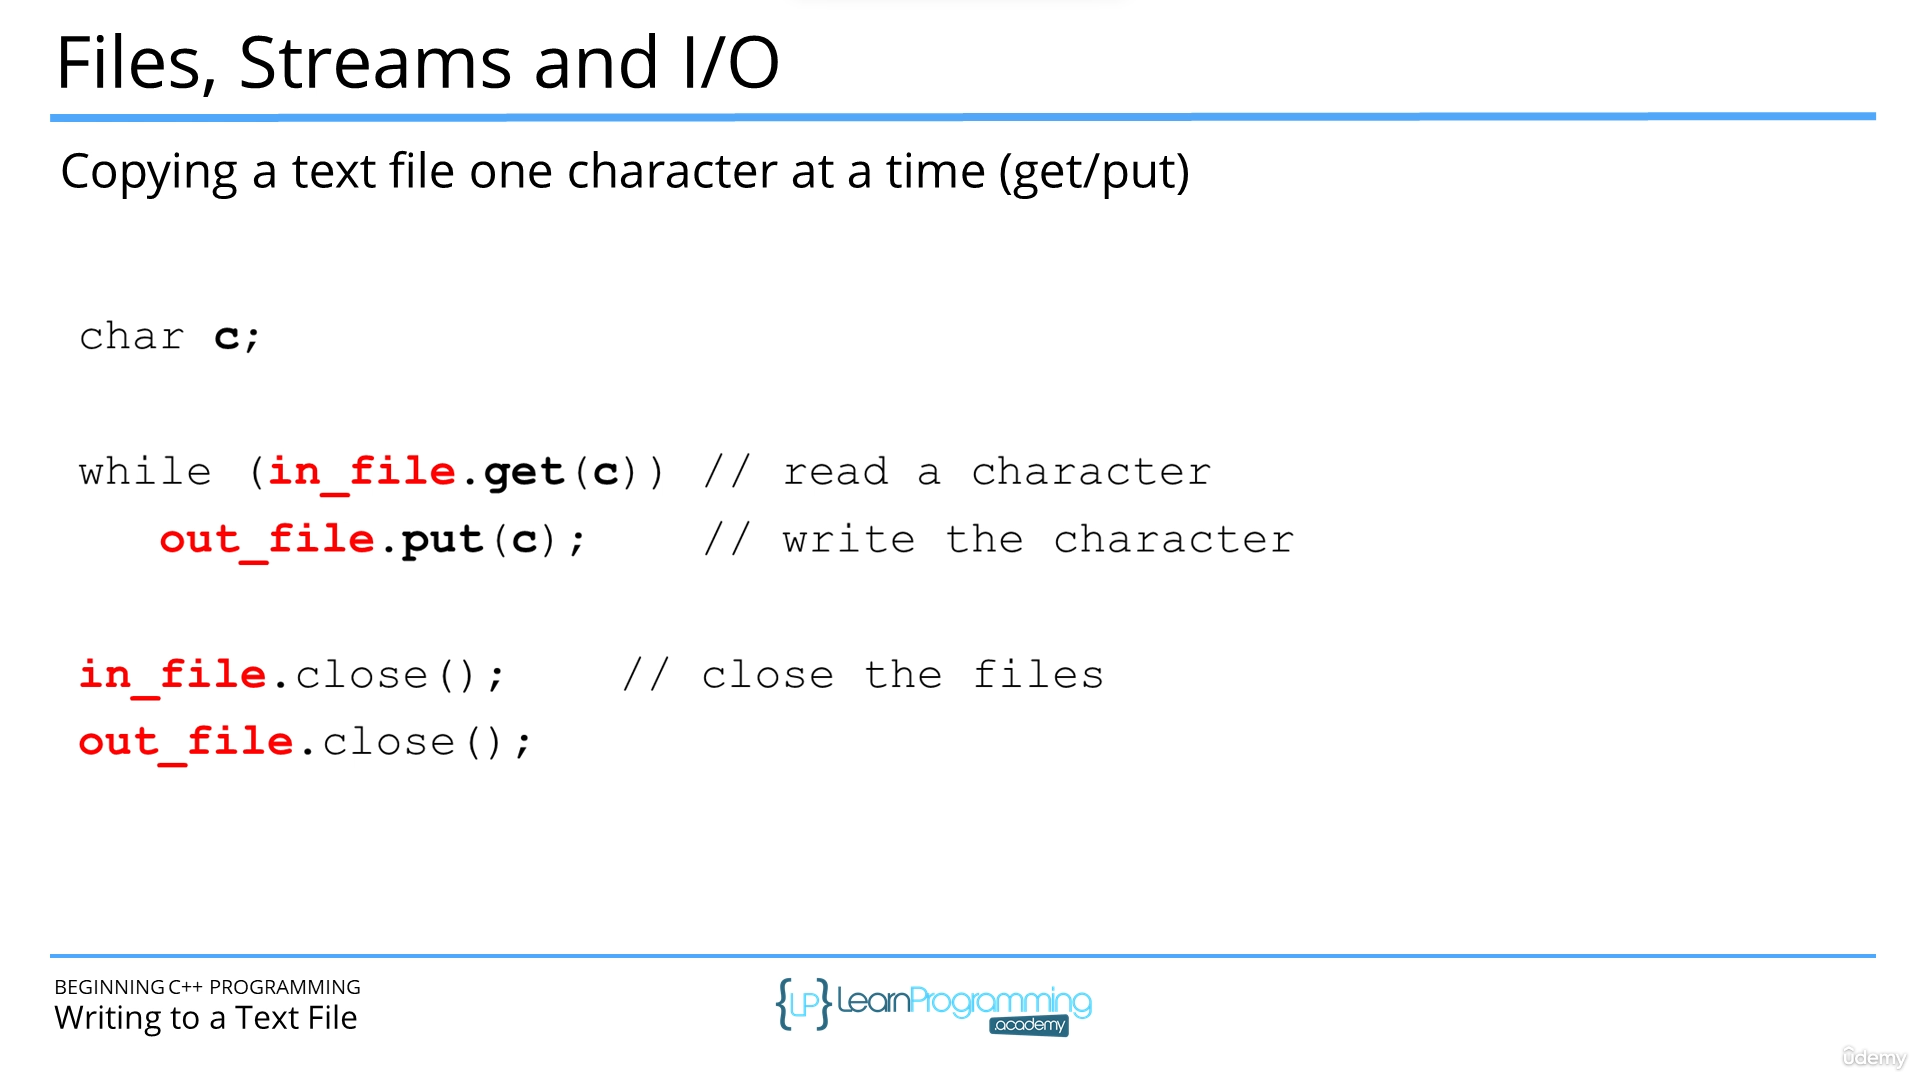 Files, Streams and I/O
Copying a text file one character at a time (get/put)
char c;
while (in_file.get(c)) // read a character
out_file.put(c); // write the character
in_file.close(); // close the files
out_file.close();
BEGINNING C++ PROGRAMMING
Writing to a Text File
{LP} LearnProgramming
.academy
ûdemy